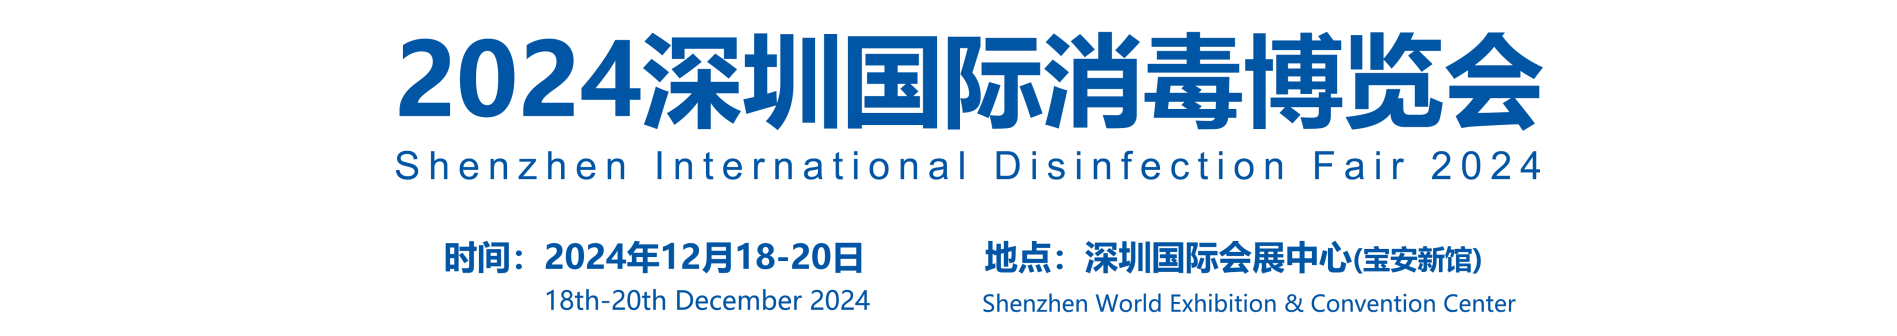 2024深圳国际消毒博览会
Shenzhen International Disinfection Fair 2024
时间：2024年12月18-20日
18th-20th December 2024
地点：深圳国际会展中心(宝安新馆)
Shenzhen World Exhibition & Convention Center